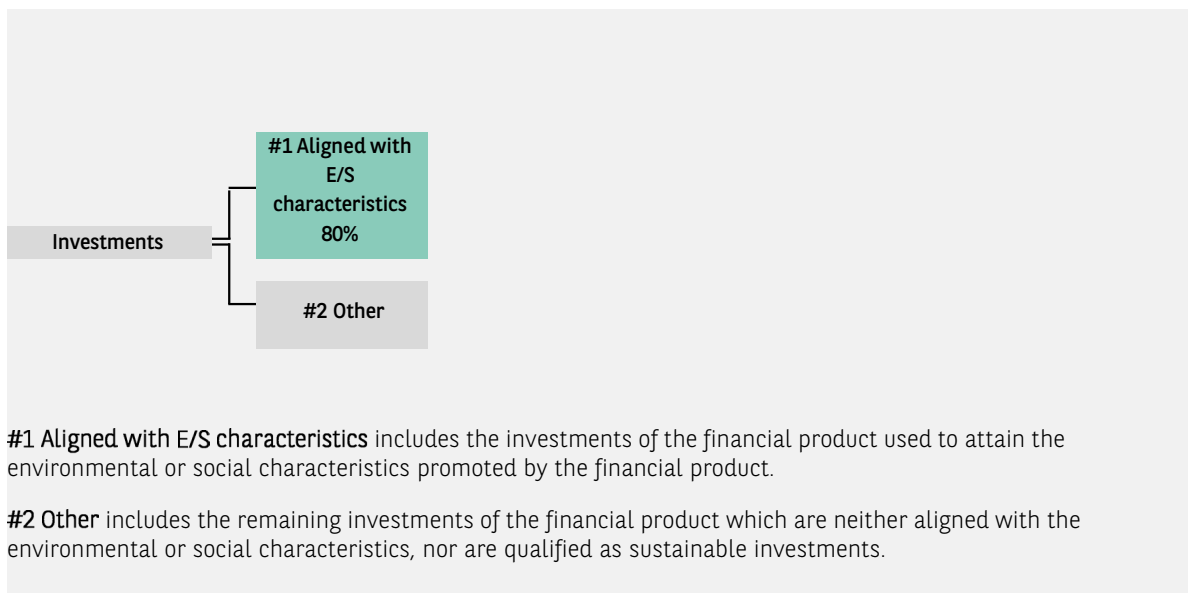 #1 Aligned with
E/S
characteristics
80%
Investments
#2 Other
#1 Aligned with E/S characteristics includes the investments of the financial product used to attain the
environmental or social characteristics promoted by the financial product.
#2 Other includes the remaining investments of the financial product which are neither aligned with the
environmental or social characteristics, nor are qualified as sustainable investments.